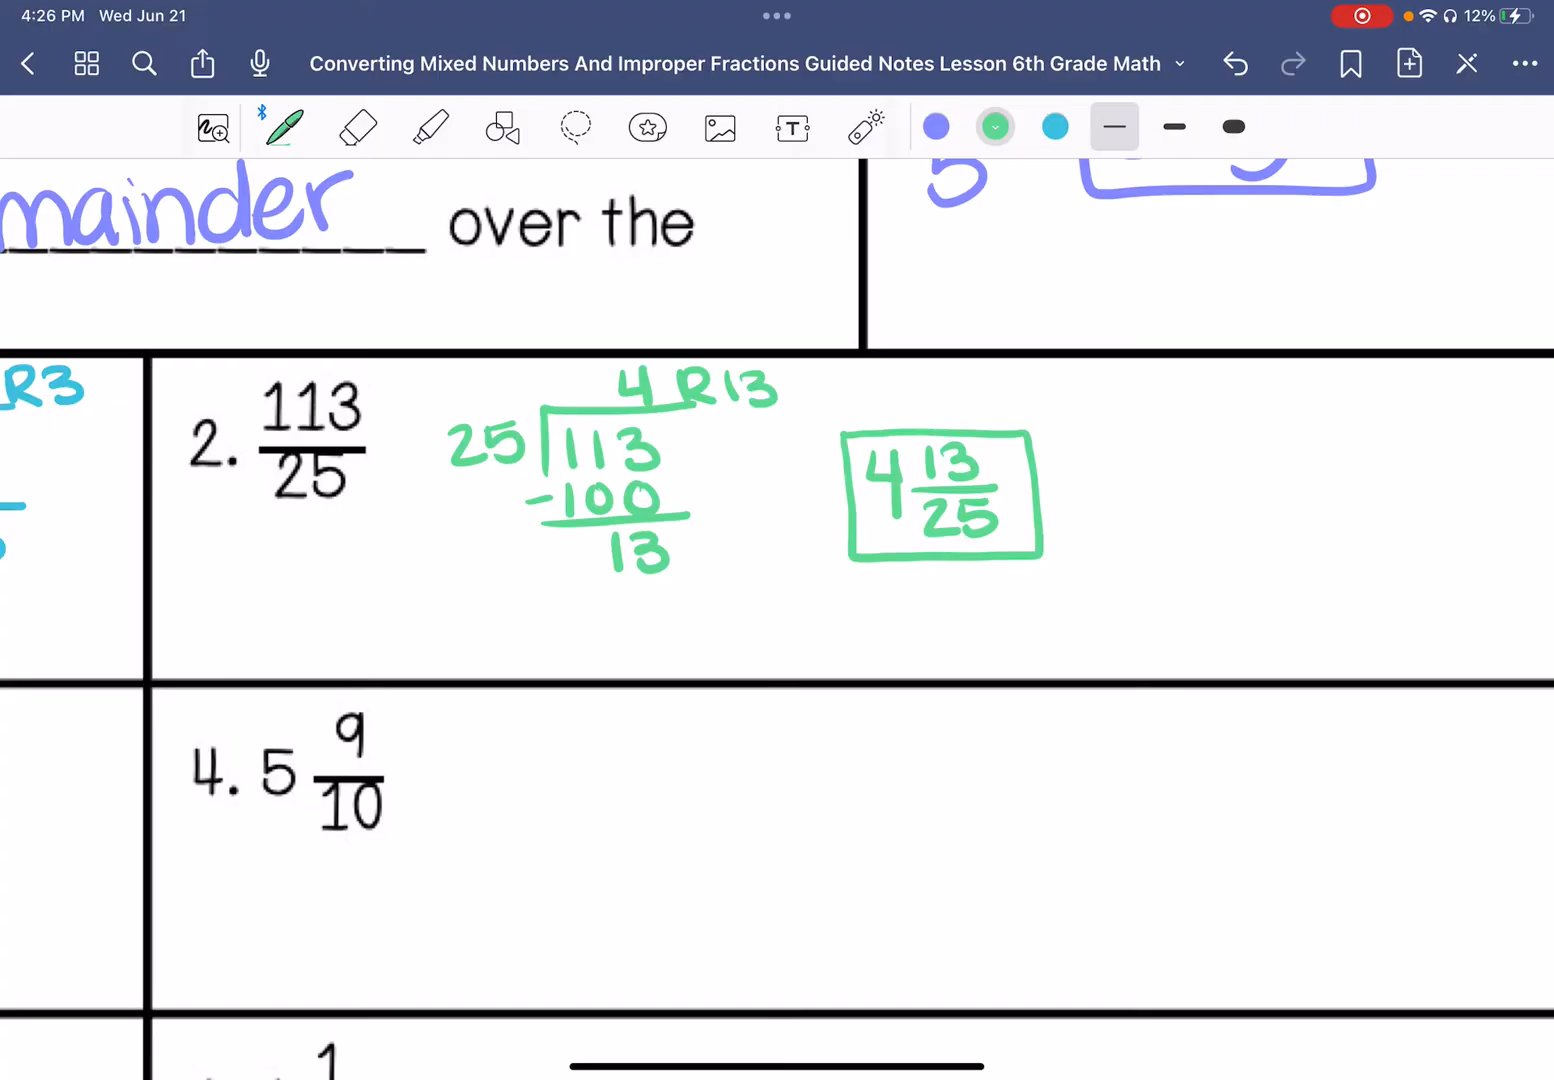 4:26 PM Wed Jun 21
12%
Converting Mixed Numbers And Improper Fractions Guided Notes Lesson 6th Grade Math
T
mainder over the
5
R3
2. 113/25
4 R13
25 113
-100
13
4 13/25
4. 5 9/10
1